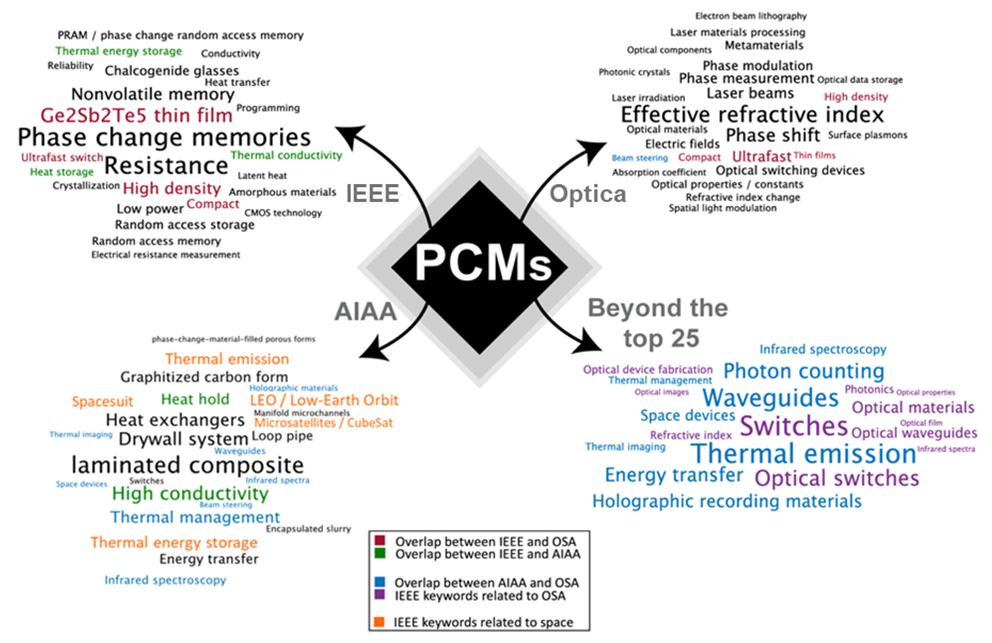 PRAM / phase change random access memory
Thermal energy storage
Conductivity
Reliability
Chalcogenide glasses
Heat transfer
Nonvolatile memory
Ge2Sb2Te5 thin film
Programming
Phase change memories
Ultrafast switch
Resistance
Thermal conductivity
Heat storage
Latent heat
Crystallization
High density
Amorphous materials
Low power
Compact
CMOS technology
Random access storage
Random access memory
Electrical resistance measurement
IEEE
Electron beam lithography
Laser materials processing
Optical components
Metamaterials
Photonic crystals
Phase modulation
Phase measurement
Optical data storage
Laser beams
Laser irradiation
High density
Effective refractive index
Optical materials
Phase shift
Surface plasmons
Electric fields
Beam steering
Compact
Ultrafast
Thin films
Absorption coefficient
Optical switching devices
Optical properties / constants
Refractive index change
Spatial light modulation
Optica
PCMs
AIAA
phase-change-material-filled porous forms
Thermal emission
Graphitized carbon form
Holographic materials
Spacesuit
Heat hold
LEO / Low-Earth Orbit
Manifold microchannels
Heat exchangers
Microsatellites / CubeSat
Thermal imaging
Drywall system
Loop pipe
Waveguides
laminated composite
Space devices
Switches
Infrared spectra
High conductivity
Beam steering
Thermal management
Encapsulated slurry
Thermal energy storage
Energy transfer
Infrared spectroscopy
Beyond the
top 25
Infrared spectroscopy
Optical device fabrication
Photon counting
Thermal management
Optical images
Waveguides
Photonics
Optical properties
Space devices
Optical materials
Switches
Optical film
Refractive index
Optical waveguides
Thermal imaging
Thermal emission
Infrared spectra
Energy transfer
Optical switches
Holographic recording materials
Overlap between IEEE and OSA
Overlap between IEEE and AIAA
Overlap between AIAA and OSA
IEEE keywords related to OSA
IEEE keywords related to space